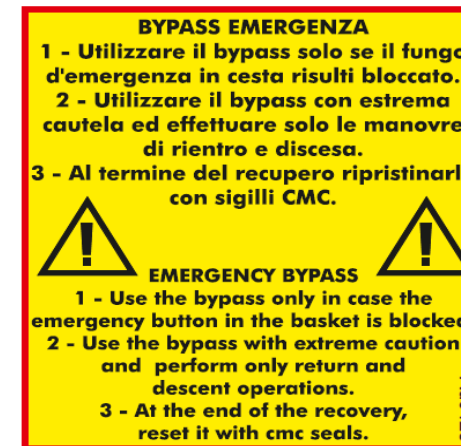 BYPASS EMERGENZA
1 - Utilizzare il bypass solo se il fungo
d'emergenza in cesta risulti bloccato.
2 - Utilizzare il bypass con estrema
cautela ed effettuare solo le manovre
di rientro e discesa.
3 - Al termine del recupero ripristinarl
con sigilli CMC.
EMERGENCY BYPASS
1 - Use the bypass only in case the
emergency button in the basket is blocked
2 - Use the bypass with extreme caution
and perform only return and
descent operations.
3 - At the end of the recovery,
reset it with cmc seals.